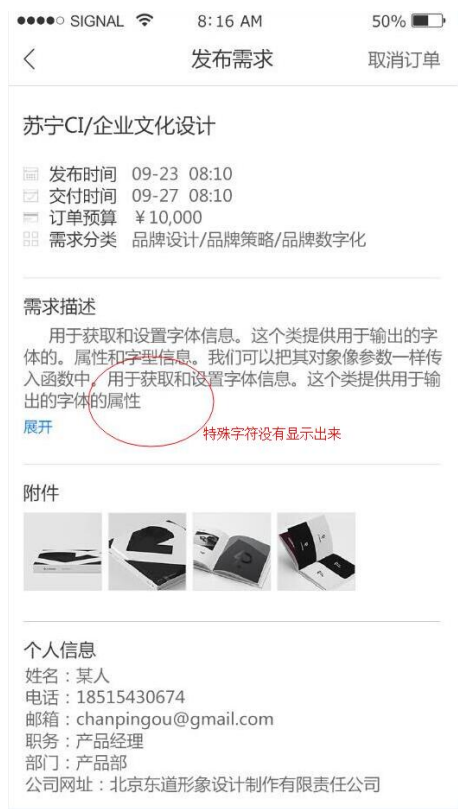 ●●●●○ SIGNAL 8:16 AM 50%
发布需求 取消订单
苏宁CI/企业文化设计
发布时间 09-23 08:10
交付时间 09-27 08:10
订单预算 ￥10,000
需求分类 品牌设计/品牌策略/品牌数字化
需求描述
用于获取和设置字体信息。这个类提供用于输出的字
体的。属性和字型信息。我们可以把其对象像参数一样传
入函数中。用于获取和设置字体信息。这个类提供用于输
出的字体的属性
展开
特殊字符没有显示出来
附件
个人信息
姓名：某人
电话：18515430674
邮箱：chanpingou@gmail.com
职务：产品经理
部门：产品部
公司网址：北京东道形象设计制作有限责任公司